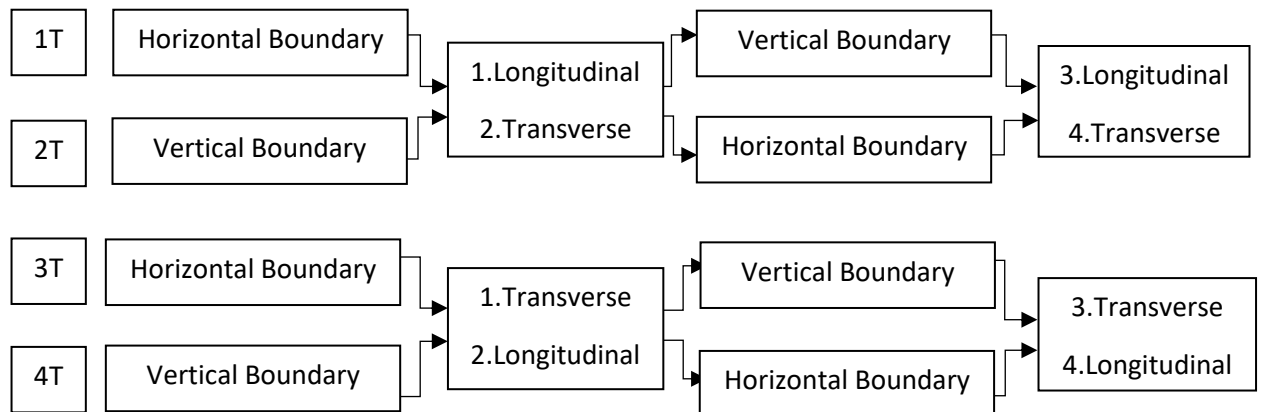 1T
Horizontal Boundary
1.Longitudinal
2.Transverse
Vertical Boundary
3.Longitudinal
4.Transverse
2T
Vertical Boundary
Horizontal Boundary
3T
Horizontal Boundary
1.Transverse
2.Longitudinal
Vertical Boundary
3.Transverse
4.Longitudinal
4T
Vertical Boundary
Horizontal Boundary